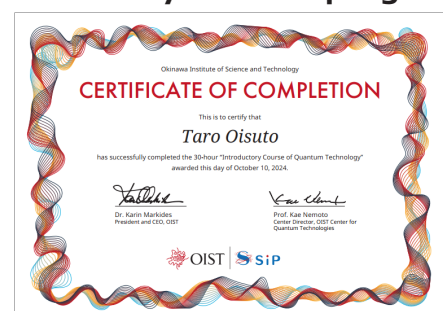 Okinawa Institute of Science and Technology
CERTIFICATE OF COMPLETION
This is to certify that
Taro Oisuto
has successfully completed the 30-hour "Introductory Course of Quantum Technology"
awarded this day of October 10, 2024.
Dr. Karin Markides
President and CEO, OIST
Prof. Kae Nemoto
Center Director, OIST Center for
Quantum Technologies
OIST
SiP